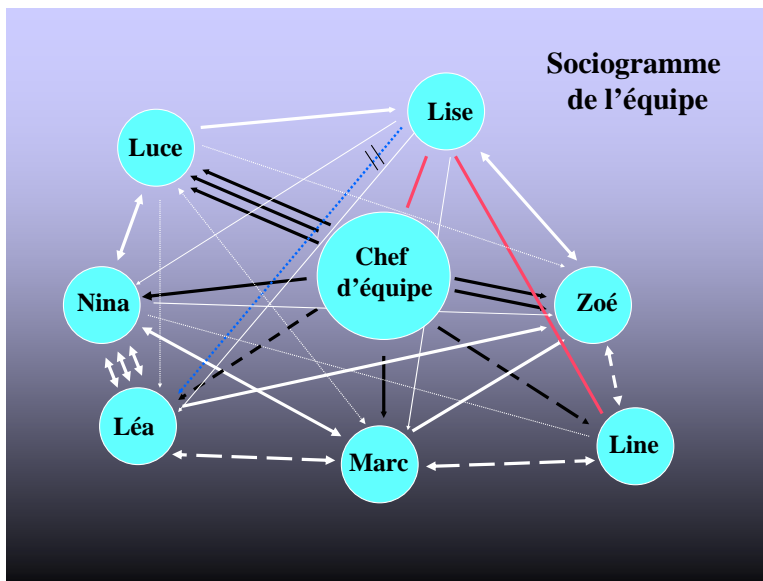 Sociogramme
de l’équipe
Lise
Luce
Chef
d’équipe
Nina
Zoé
Léa
Marc
Line